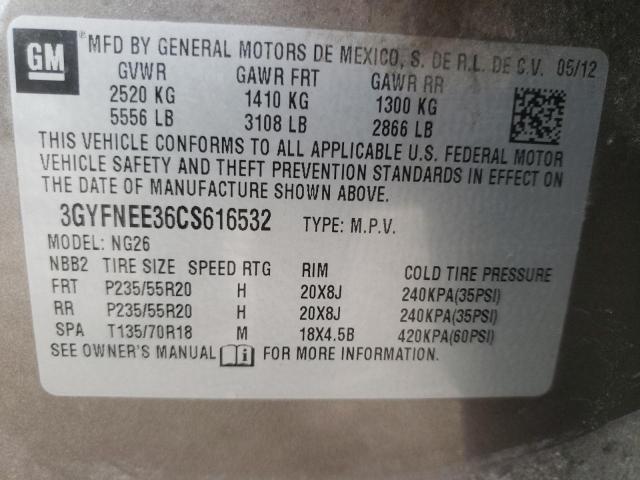 GM
MFD BY GENERAL MOTORS DE MEXICO, S. DE R.L. DE C.V. 05/12
GVWR GAWR FRT GAWR RR
2520 KG 1410 KG 1300 KG
5556 LB 3108 LB 2866 LB
THIS VEHICLE CONFORMS TO ALL APPLICABLE U.S. FEDERAL MOTOR
VEHICLE SAFETY AND THEFT PREVENTION STANDARDS IN EFFECT ON
THE DATE OF MANUFACTURE SHOWN ABOVE.
3GYFNEE36CS616532 TYPE: M.P.V.
MODEL: NG26
NBB2 TIRE SIZE SPEED RTG RIM COLD TIRE PRESSURE
FRT P235/55R20 H 20X8J 240KPA(35PSI)
RR P235/55R20 H 20X8J 240KPA(35PSI)
SPA T135/70R18 M 18X4.5B 420KPA(60PSI)
SEE OWNER'S MANUAL i FOR MORE INFORMATION.